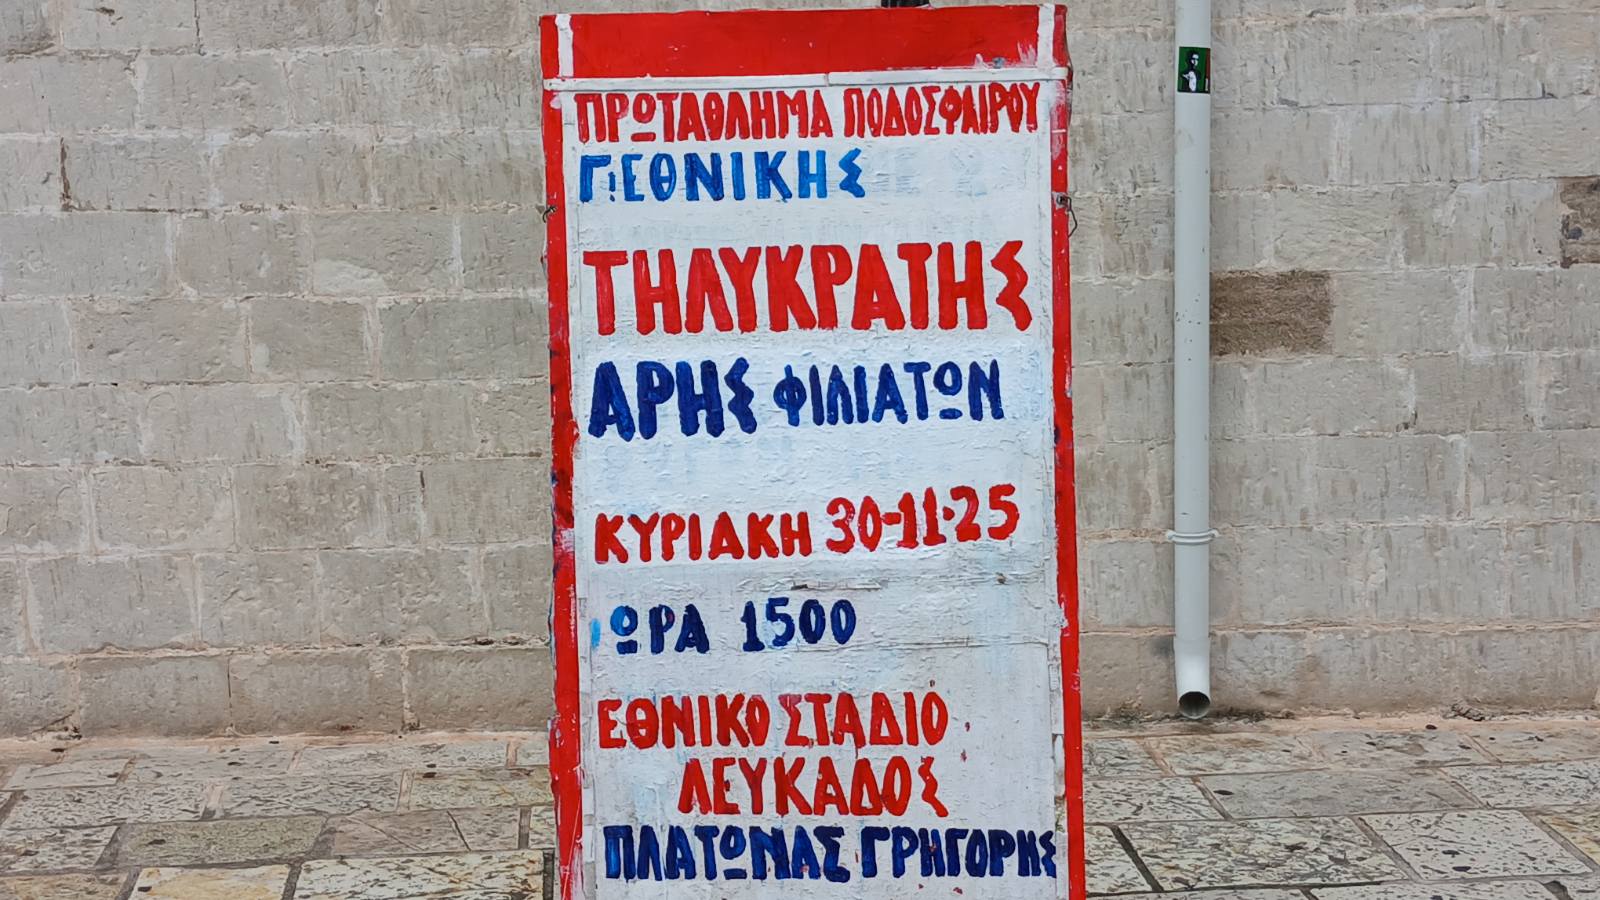 ΠΡΩΤΑΘΛΗΜΑ ΠΟΔΟΣΦΑΙΡΟΥ
Γ! ΕΘΝΙΚΗΣ
ΤΗΛΥΚΡΑΤΗΣ
ΑΡΗΣ ΦΙΛΙΑΤΩΝ
ΚΥΡΙΑΚΗ 30-11-25
ΩΡΑ 1500
ΕΘΝΙΚΟ ΣΤΑΔΙΟ
ΛΕΥΚΑΔΟΣ
ΠΛΑΤΩΝΑΣ ΓΡΗΓΟΡΗΣ